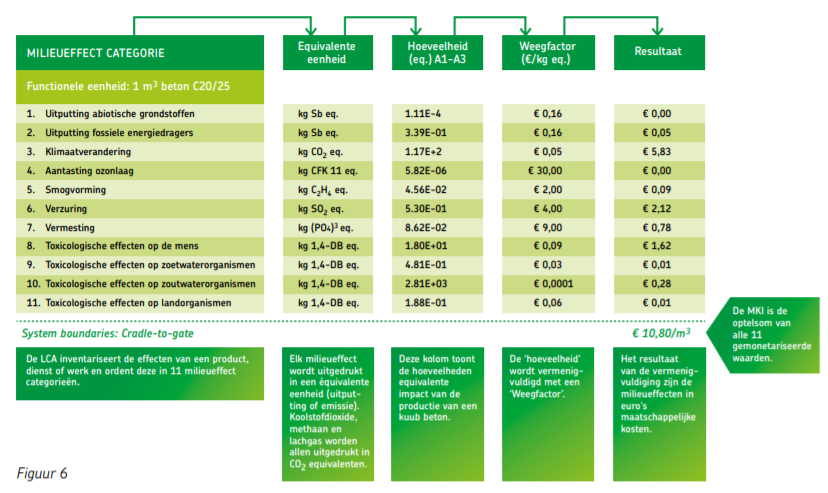 MILIEUEFFECT CATEGORIE
Equivalente
eenheid
Hoeveelheid
(eq.) A1-A3
Weegfactor
(€/kg eq.)
Resultaat
Functionele eenheid: 1 m³ beton C20/25
1. Uitputting abiotische grondstoffen kg Sb eq. 1.11E-4 € 0,16 € 0,00
2. Uitputting fossiele energiedragers kg Sb eq. 3.39E-01 € 0,16 € 0,05
3. Klimaatverandering kg CO₂ eq. 1.17E+2 € 0,05 € 5,83
4. Aantasting ozonlaag kg CFK 11 eq. 5.82E-06 € 30,00 € 0,00
5. Smogvorming kg C₂H₄ eq. 4.56E-02 € 2,00 € 0,09
6. Verzuring kg SO₂ eq. 5.30E-01 € 4,00 € 2,12
7. Vermesting kg (PO4)³ eq. 8.62E-02 € 9,00 € 0,78
8. Toxicologische effecten op de mens kg 1,4-DB eq. 1.80E+01 € 0,09 € 1,62
9. Toxicologische effecten op zoetwaterorganismen kg 1,4-DB eq. 4.81E-01 € 0,03 € 0,01
10. Toxicologische effecten op zoutwaterorganismen kg 1,4-DB eq. 2.81E+03 € 0,0001 € 0,28
11. Toxicologische effecten op landorganismen kg 1,4-DB eq. 1.88E-01 € 0,06 € 0,01
System boundaries: Cradle-to-gate € 10,80/m³
De MKI is de
optelsom van
alle 11
gemonetariseerde
waarden.
De LCA inventariseert de effecten van een product,
dienst of werk en ordent deze in 11 milieueffect
categorieën.
Elk milieueffect
wordt uitgedrukt
in een équivalente
eenheid (uitput-
ting of emissie).
Koolstofdioxide,
methaan en
lachgas worden
allen uitgedrukt in
CO₂ equivalenten.
Deze kolom toont
de hoeveelheden
equivalente
impact van de
productie van een
kuub beton.
De 'hoeveelheid'
wordt vermenig-
vuldigd met een
'Weegfactor'.
Het resultaat
van de vermenig-
vuldiging zijn de
milieueffecten in
euro's
maatschappelijke
kosten.
Figuur 6